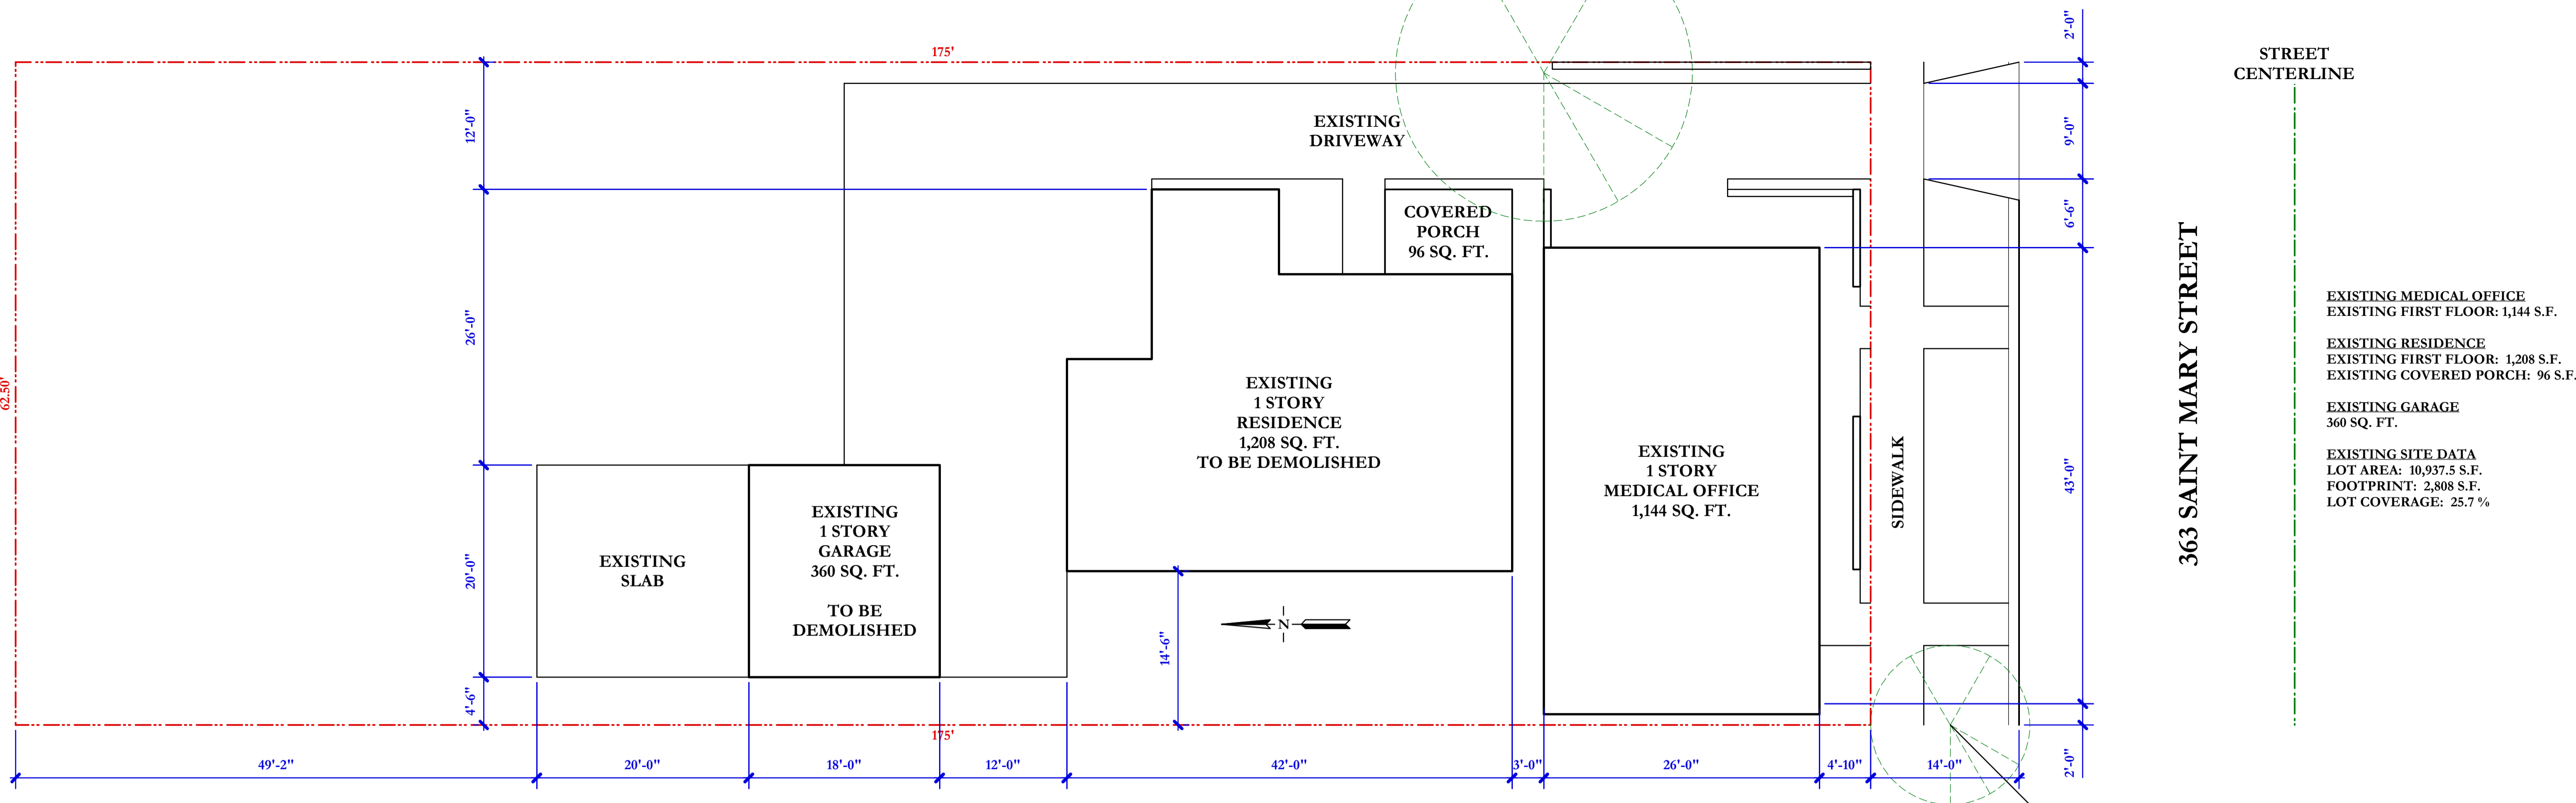 175'
2'-0"
STREET
CENTERLINE
12'-0"
EXISTING
DRIVEWAY
9'-0"
COVERED
PORCH
96 SQ. FT.
6'-6"
26'-0"
62.50'
EXISTING
1 STORY
RESIDENCE
1,208 SQ. FT.
TO BE DEMOLISHED
EXISTING
1 STORY
MEDICAL OFFICE
1,144 SQ. FT.
SIDEWALK
43'-0"
363 SAINT MARY STREET
EXISTING MEDICAL OFFICE
EXISTING FIRST FLOOR: 1,144 S.F.
EXISTING RESIDENCE
EXISTING FIRST FLOOR: 1,208 S.F.
EXISTING COVERED PORCH: 96 S.F.
EXISTING GARAGE
360 SQ. FT.
EXISTING SITE DATA
LOT AREA: 10,937.5 S.F.
FOOTPRINT: 2,808 S.F.
LOT COVERAGE: 25.7 %
20'-0"
EXISTING
SLAB
EXISTING
1 STORY
GARAGE
360 SQ. FT.
TO BE
DEMOLISHED
N
14'-6"
4'-6"
175'
49'-2"
20'-0"
18'-0"
12'-0"
42'-0"
3'-0"
26'-0"
4'-10"
14'-0"
2'-0"